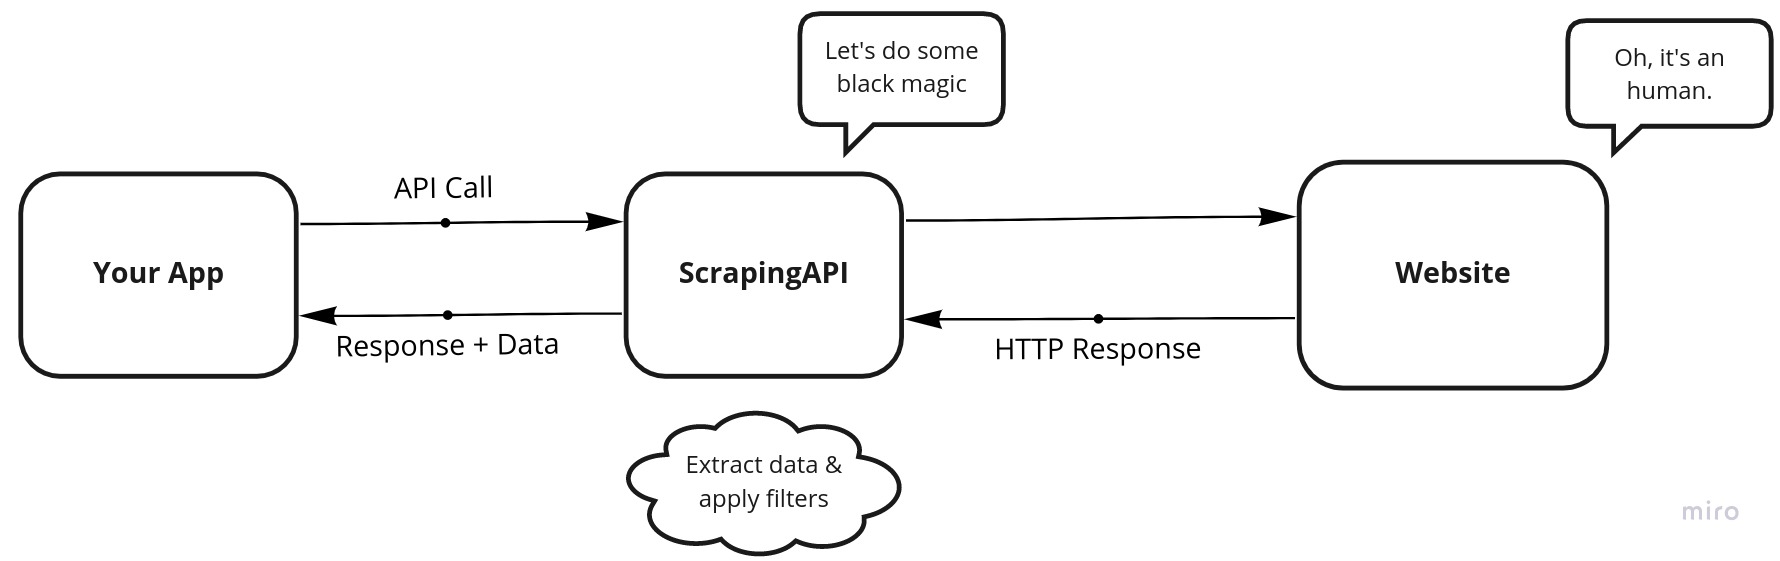 Let's do some
black magic
Oh, it's an
human.
API Call
Your App
ScrapingAPI
Website
Response + Data
HTTP Response
Extract data &
apply filters
miro